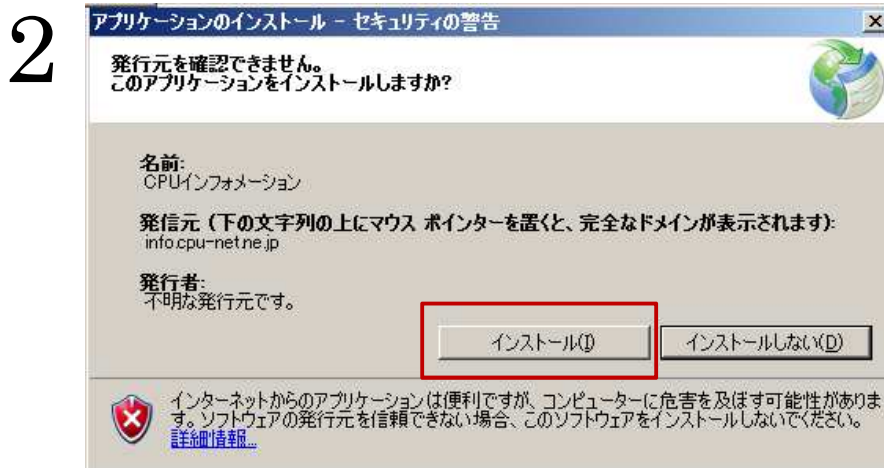 2
アプリケーションのインストール - セキュリティの警告
発行元を確認できません。
このアプリケーションをインストールしますか?
名前:
CPUインフォメーション
発信元 (下の文字列の上にマウス ポインターを置くと、完全なドメインが表示されます):
info.cpu-net.ne.jp
発行者:
不明な発行元です。
インストール(I)
インストールしない(D)
インターネットからのアプリケーションは便利ですが、コンピューターに危害を及ぼす可能性がありま
す。ソフトウェアの発行元を信頼できない場合、このソフトウェアをインストールしないでください。
詳細情報...